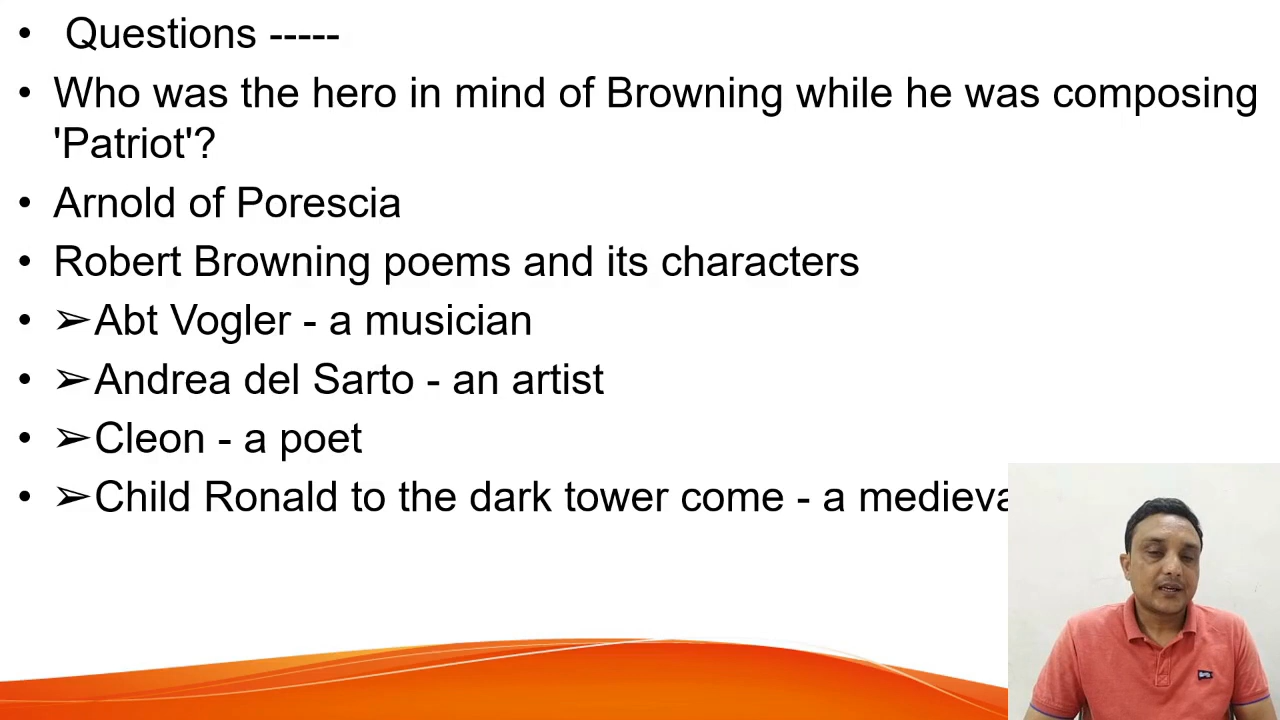 • Questions -----
• Who was the hero in mind of Browning while he was composing
'Patriot'?
• Arnold of Porescia
• Robert Browning poems and its characters
• ➢Abt Vogler - a musician
• ➢Andrea del Sarto - an artist
• ➢Cleon - a poet
• ➢Child Ronald to the dark tower come - a